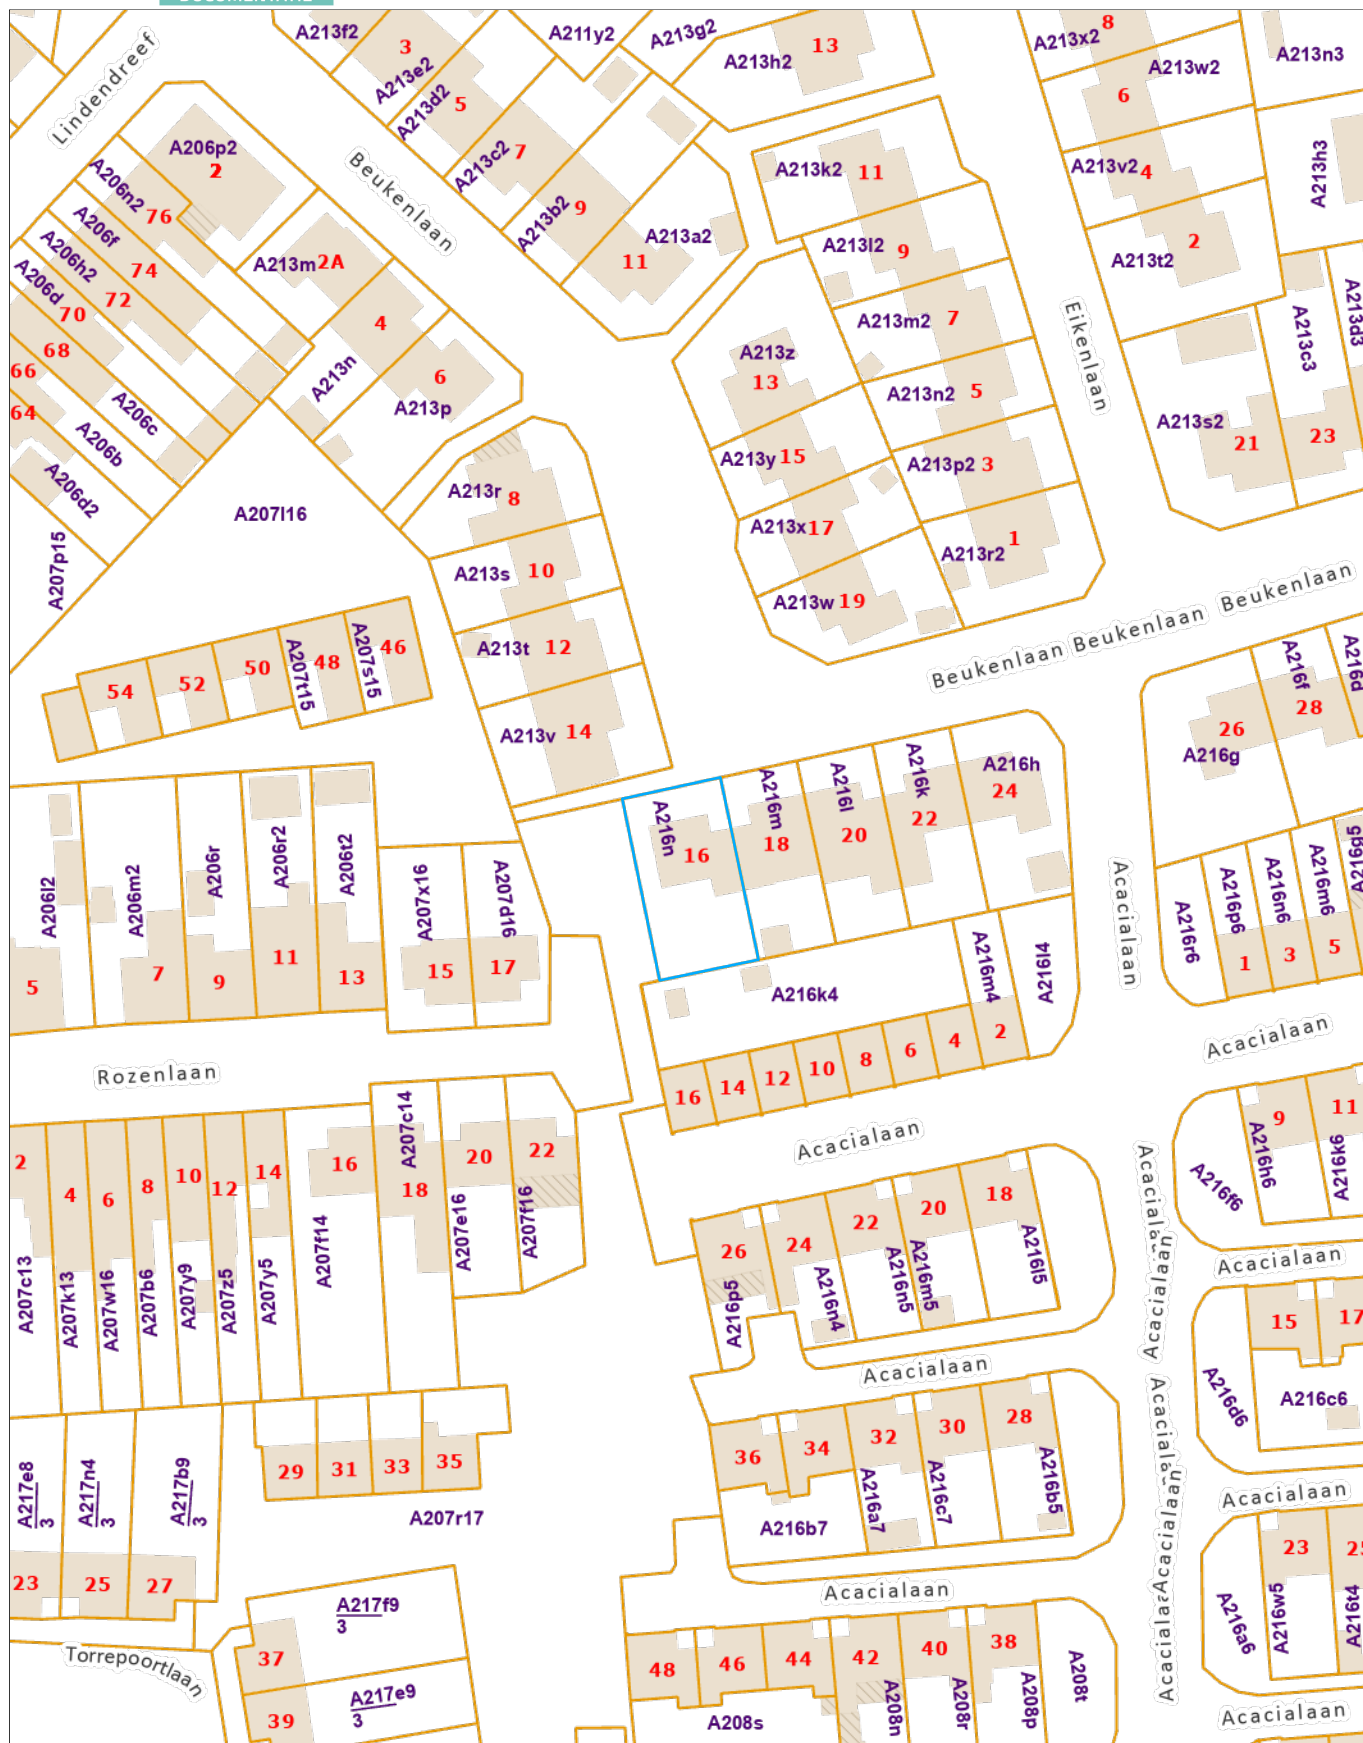 A213f2
3
A213e2
A211y2
A213g2
A213h2
13
8
A213x2
A213w2
A213n3
Lindendreef
A213d2
5
6
A206p2
2
Beukenlaan
A213c2
7
A213k2
11
A213v2
4
A213h3
A206n2
76
A213b2
9
A213a2
11
A206f
74
A213l2
9
2
A213t2
A206h2
72
A213m
2A
A206d
70
4
A213m2
7
Eikenlaan
A213c3
A213d3
68
66
64
A213n
6
A213p
A213z
13
A213n2
5
A206c
A206b
A213s2
21
23
A206d2
A213y
15
A213p2
3
A213r
8
A207l16
A213x
17
1
A213r2
A207p15
A213s
10
A213w
19
Beukenlaan
Beukenlaan
Beukenlaan
54
52
50
A207t15
48
A207s15
46
A213t
12
A213v
14
26
A216g
A216f
28
A216d
A216n
16
A216m
18
A216l
20
A216k
22
A216h
24
A206l2
A206m2
A206r
A206r2
A206t2
A207x16
A207d16
5
7
9
11
13
15
17
Acacialaan
A216r6
A216p6
A216n6
A216m6
1
3
5
A216k4
A216m4
A216l4
16
14
12
10
8
6
4
2
Acacialaan
Rozenlaan
Acacialaan
2
4
6
8
10
12
14
16
A207c14
18
20
22
A207c13
A207k13
A207w16
A207b6
A207y9
A207z5
A207y5
A207f14
A207e16
A207f16
9
11
A216h6
A216k6
A216f6
26
24
22
20
18
A216p5
A216n4
A216n5
A216m5
A216l5
Acacialaan
Acacialaan
15
17
A216d6
A216c6
Acacialaan
36
34
32
30
28
A216b7
A216a7
A216c7
A216b5
Acacialaan
Acacialaan
29
31
33
35
A217e8
3
A217n4
3
A217b9
3
A207r17
23
25
27
Acacialaan
Acacialaan
23
A216a6
A216w5
A216t4
Torrepoortlaan
A217f9
3
37
A217e9
3
39
48
46
44
42
40
38
A208s
A208n
A208r
A208p
A208t
Acacialaan
Acacialaan